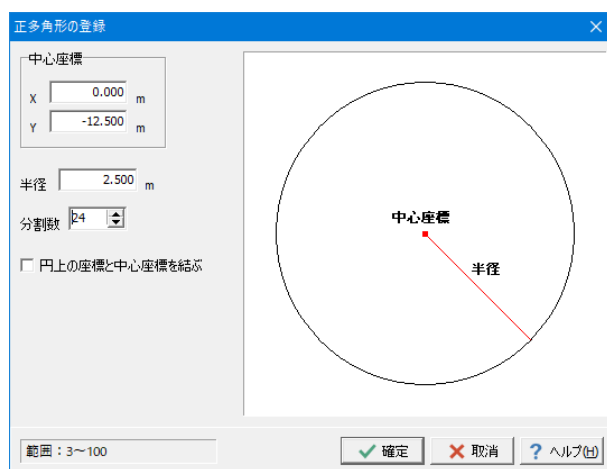 正多角形の登録
中心座標
X 0.000 m
Y -12.500 m
半径 2.500 m
分割数 24
円上の座標と中心座標を結ぶ
中心座標
半径
範囲：3～100
確定
取消
? ヘルプ(H)